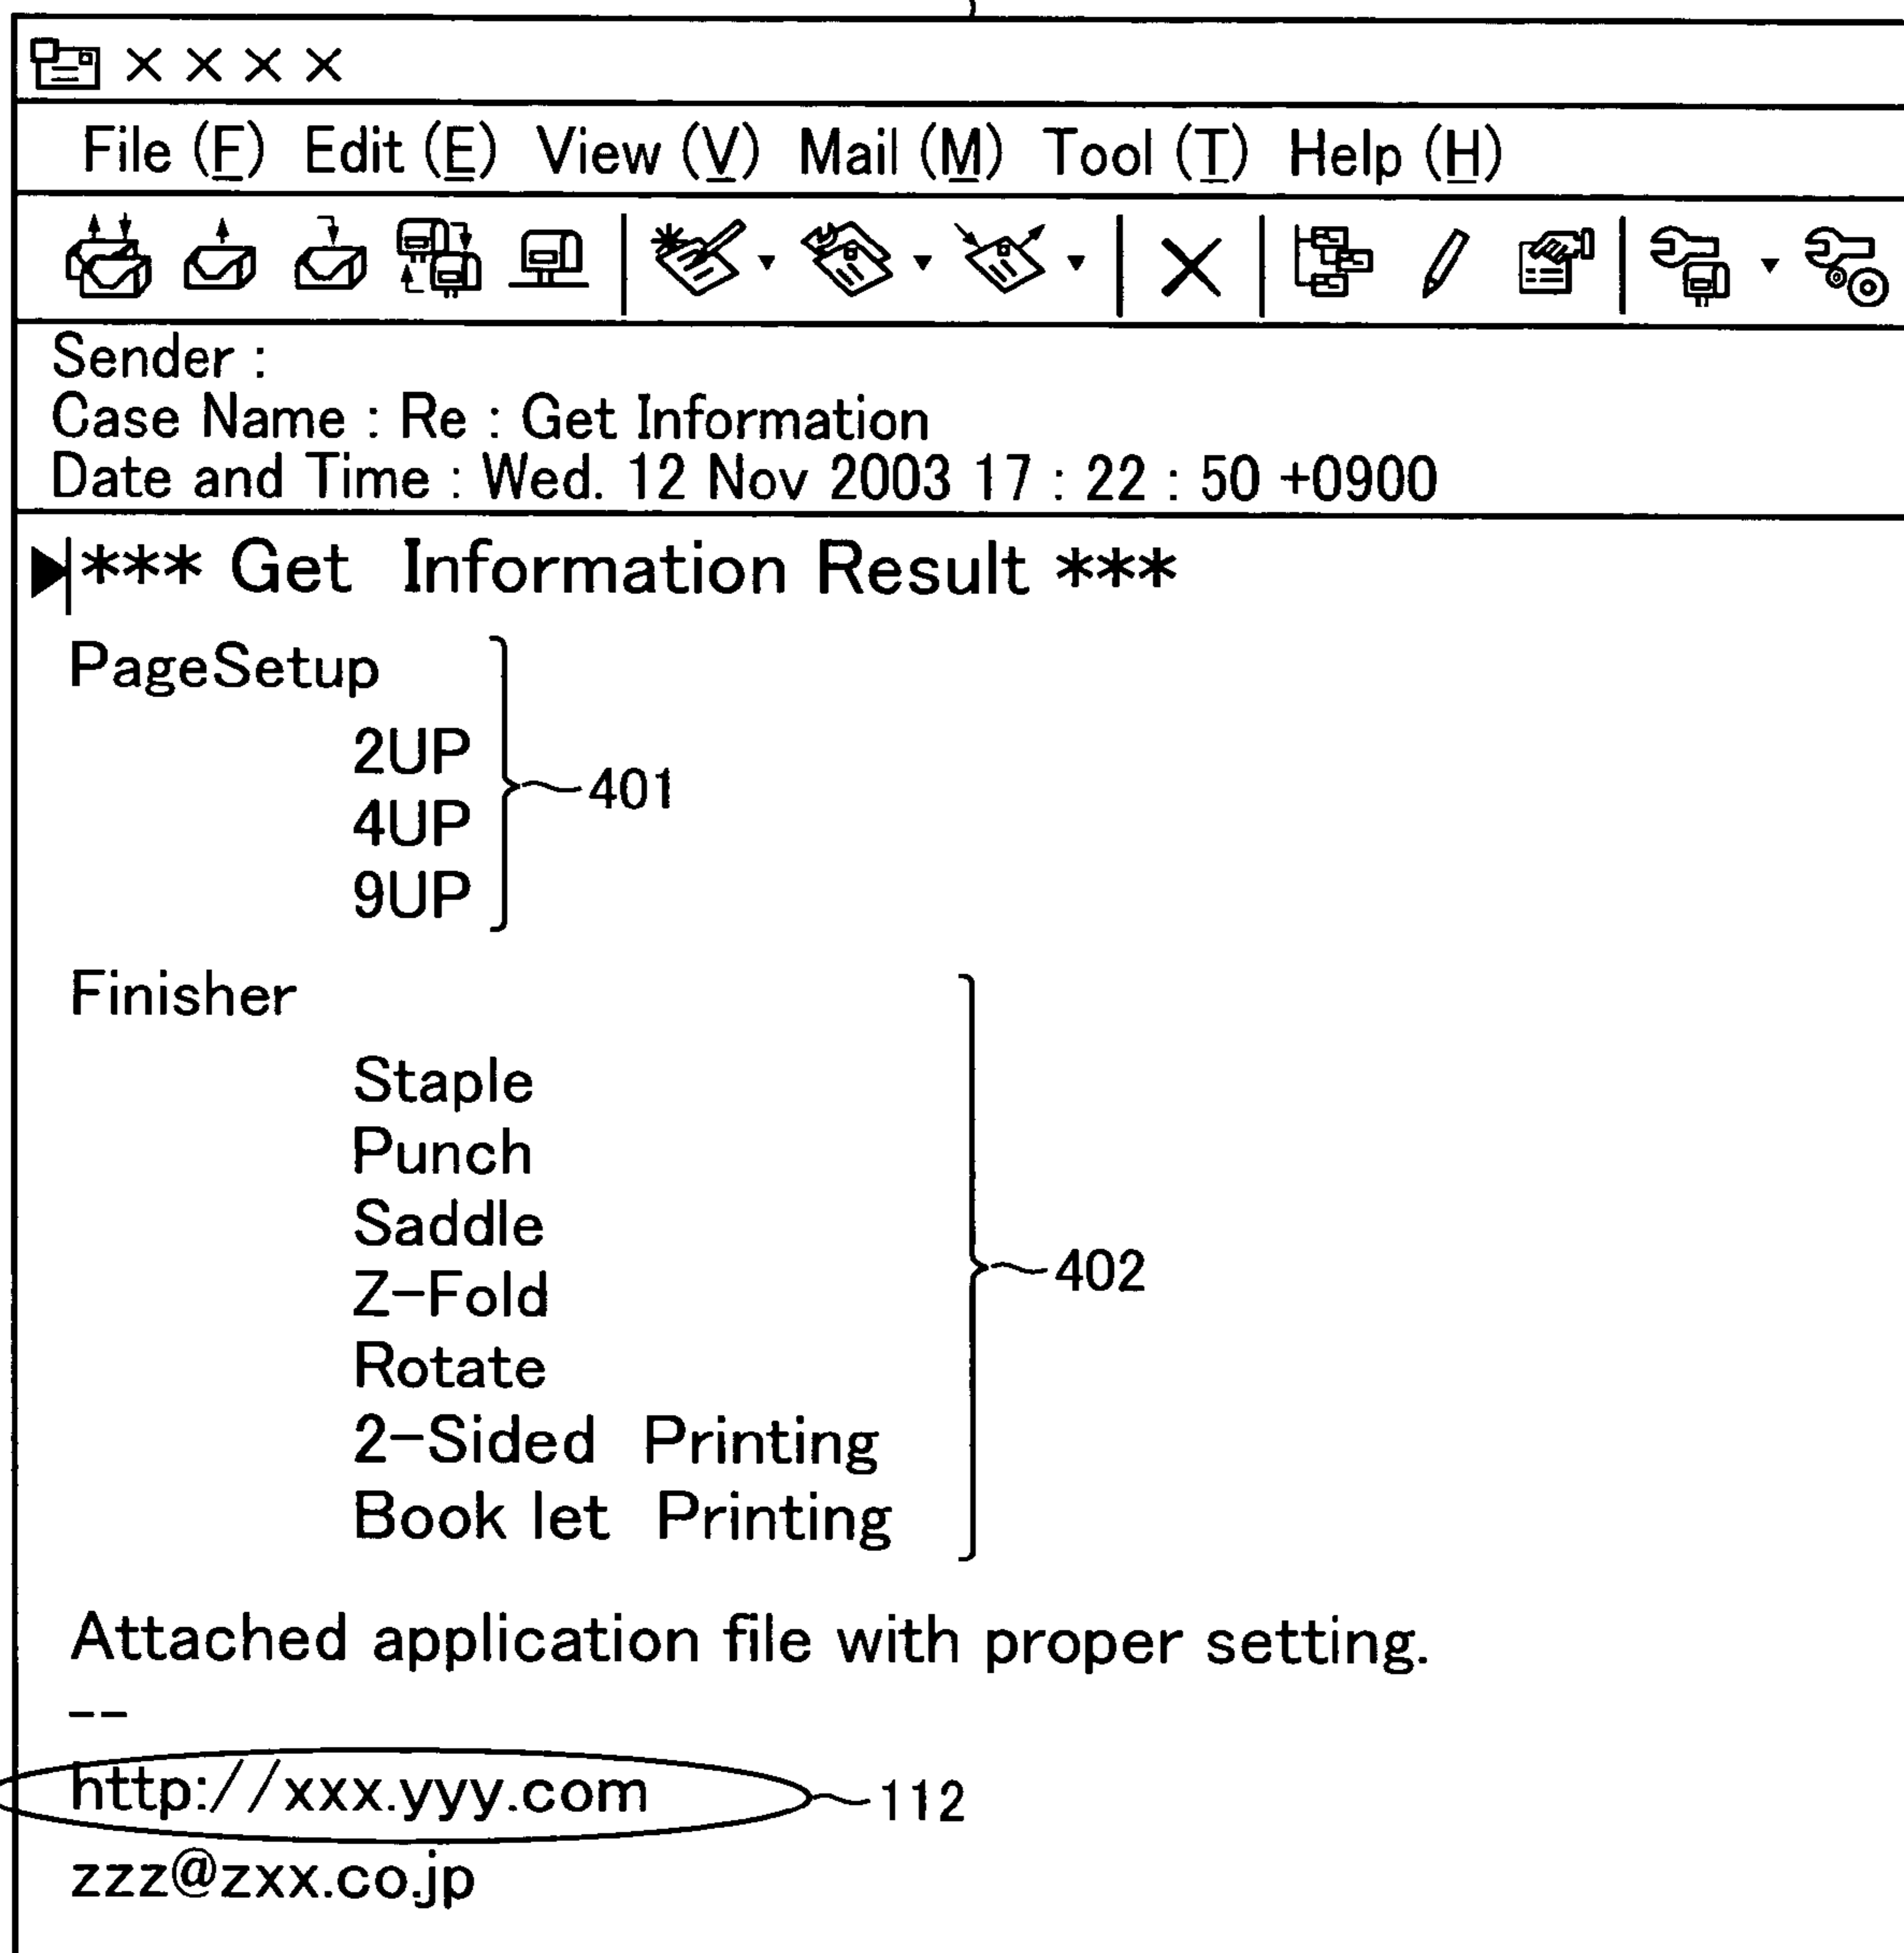 ××××
File (F) Edit (E) View (V) Mail (M) Tool (T) Help (H)
Sender :
Case Name : Re : Get Information
Date and Time : Wed. 12 Nov 2003 17 : 22 : 50 +0900
*** Get Information Result ***
PageSetup
2UP
401
4UP
9UP
Finisher
Staple
Punch
Saddle
Z-Fold
402
Rotate
2-Sided Printing
Book let Printing
Attached application file with proper setting.
--
http://xxx.yyy.com
112
zzz@zxx.co.jp